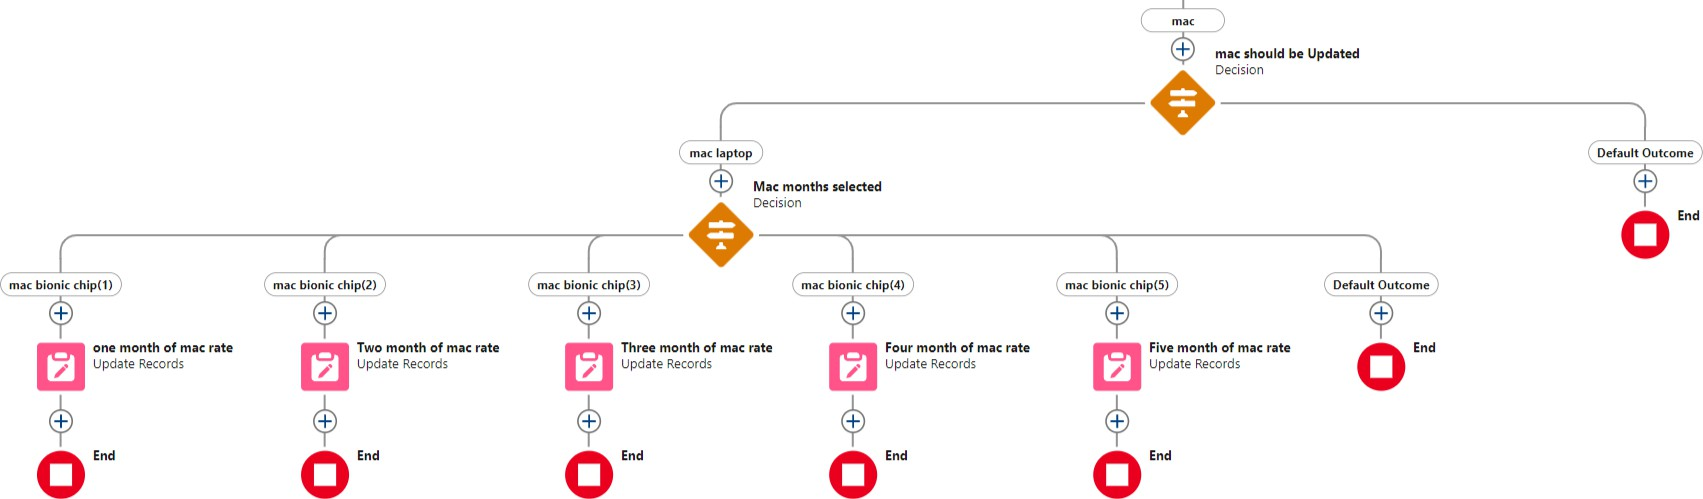 mac
mac should be Updated
Decision
mac laptop
Default Outcome
Mac months selected
Decision
End
mac bionic chip(1)
mac bionic chip(2)
mac bionic chip(3)
mac bionic chip(4)
mac bionic chip(5)
Default Outcome
one month of mac rate
Update Records
Two month of mac rate
Update Records
Three month of mac rate
Update Records
Four month of mac rate
Update Records
Five month of mac rate
Update Records
End
End
End
End
End
End